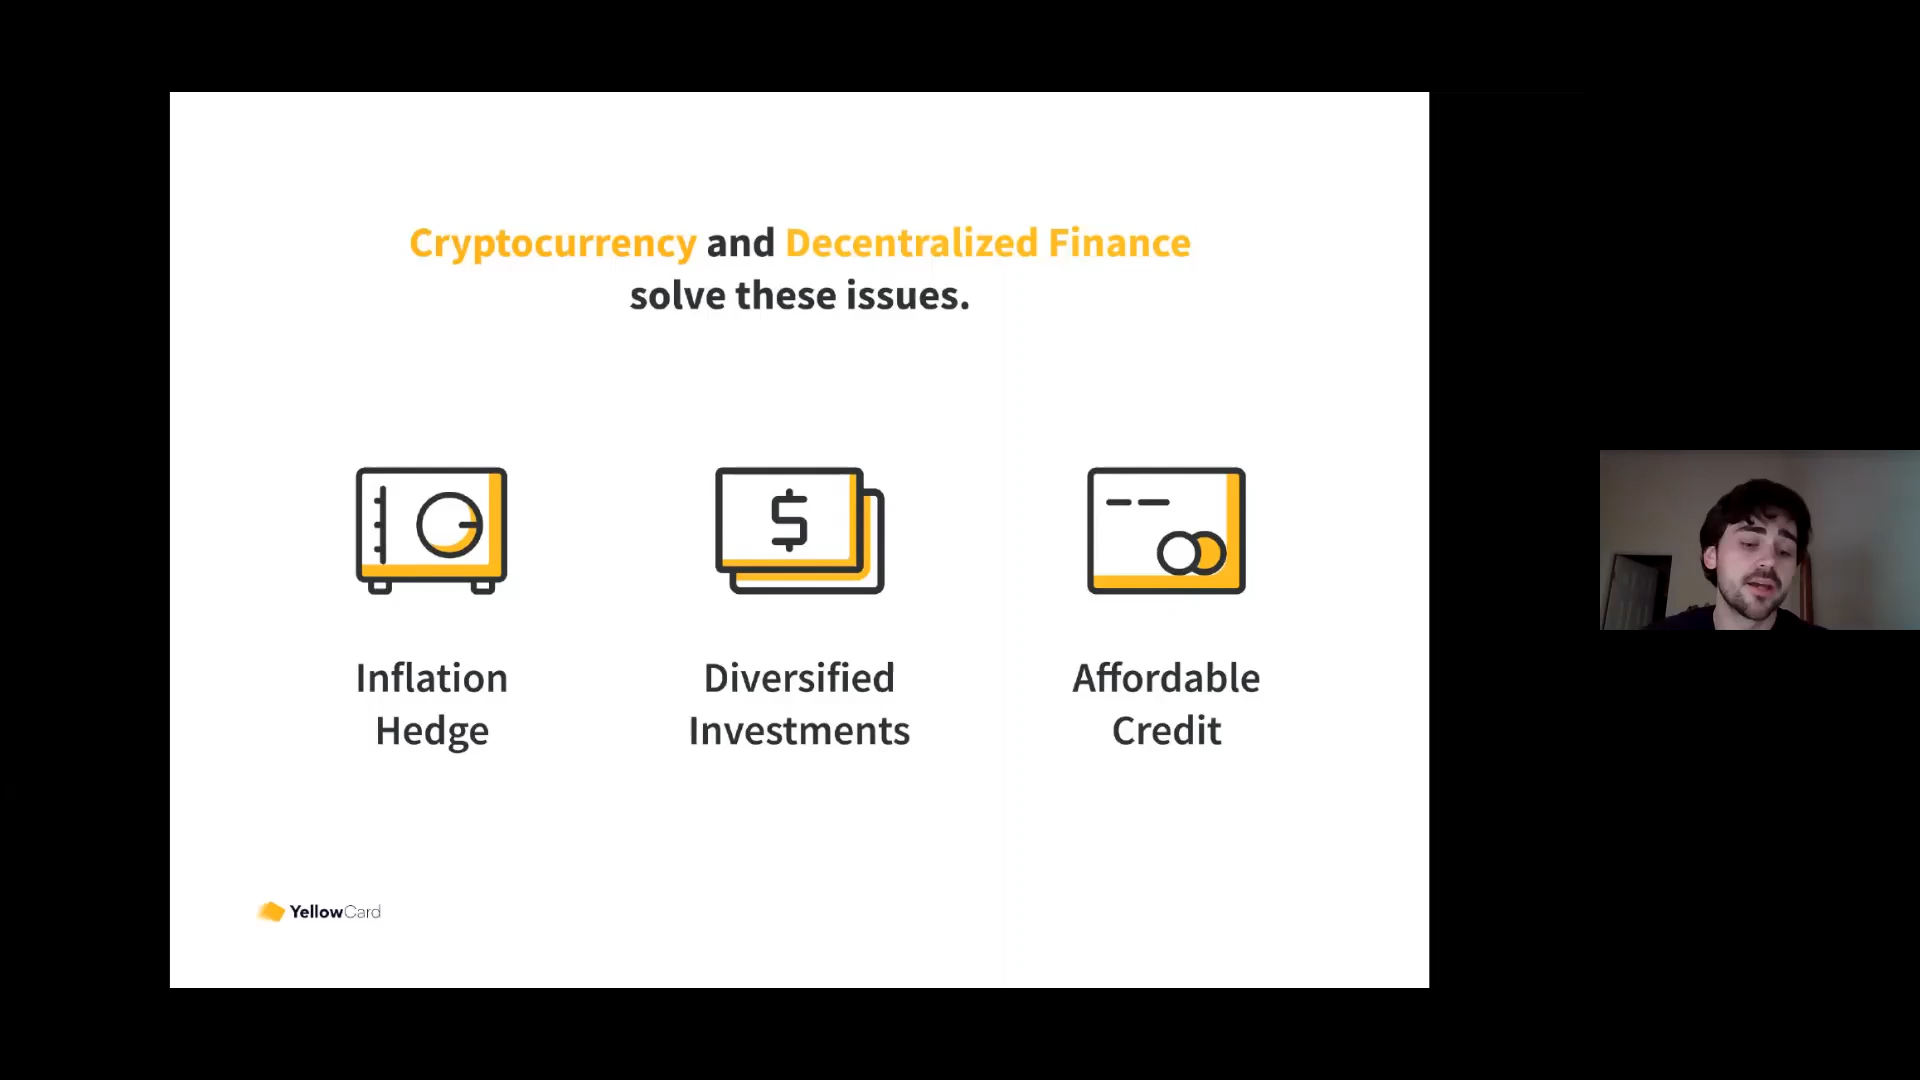 Cryptocurrency and Decentralized Finance
solve these issues.
Inflation
Hedge
Diversified
Investments
Affordable
Credit
YellowCard